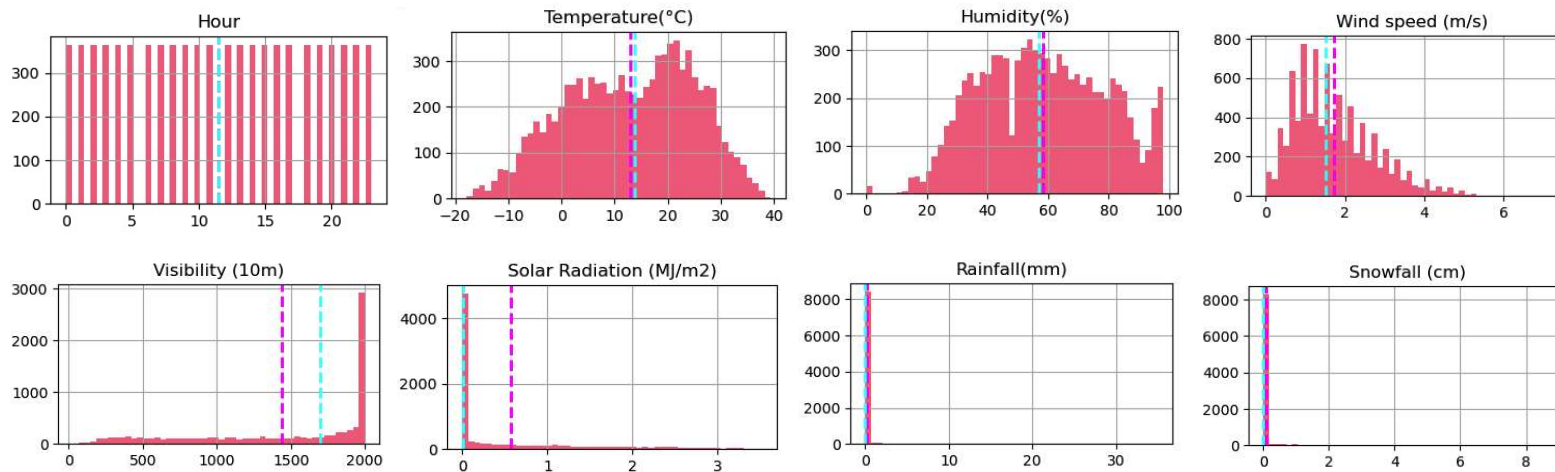 Hour
Temperature(°C)
Humidity(%)
Wind speed (m/s)
300
200
100
0
0 5 10 15 20
300
200
100
0
−20 −10 0 10 20 30 40
300
200
100
0
0 20 40 60 80 100
800
600
400
200
0
0 2 4 6
Visibility (10m)
Solar Radiation (MJ/m2)
Rainfall(mm)
Snowfall (cm)
3000
2000
1000
0
0 500 1000 1500 2000
4000
2000
0
0 1 2 3
8000
6000
4000
2000
0
0 10 20 30
8000
6000
4000
2000
0
0 2 4 6 8